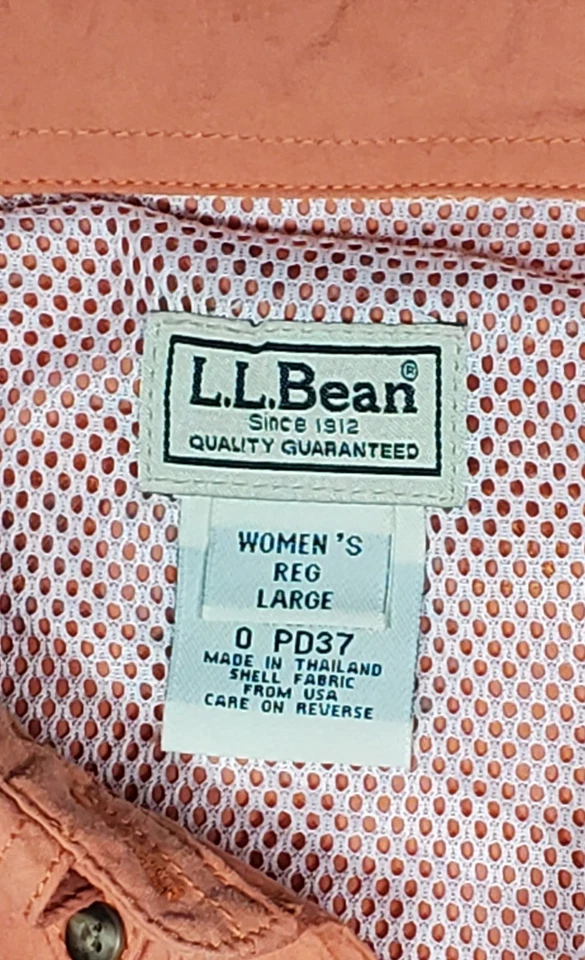 L.L.Bean®
Since 1912
QUALITY GUARANTEED
WOMEN'S
REG
LARGE
0 PD37
MADE IN THAILAND
SHELL FABRIC
FROM USA
CARE ON REVERSE